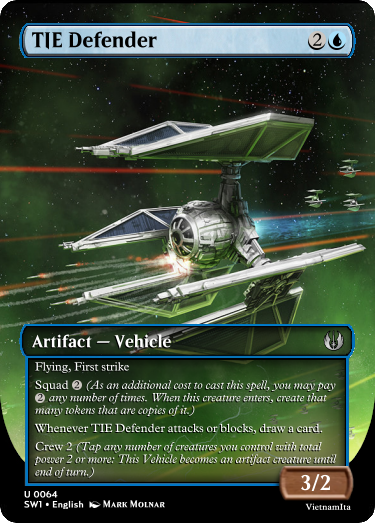 TIE Defender 2
Artifact — Vehicle
Flying, First strike
Squad 2 (As an additional cost to cast this spell, you may pay
2 any number of times. When this creature enters, create that
many tokens that are copies of it.)
Whenever TIE Defender attacks or blocks, draw a card.
Crew 2 (Tap any number of creatures you control with total
power 2 or more: This Vehicle becomes an artifact creature until
end of turn.)
3/2
U 0064
SW1 • English Mark Molnar
VietnamIta